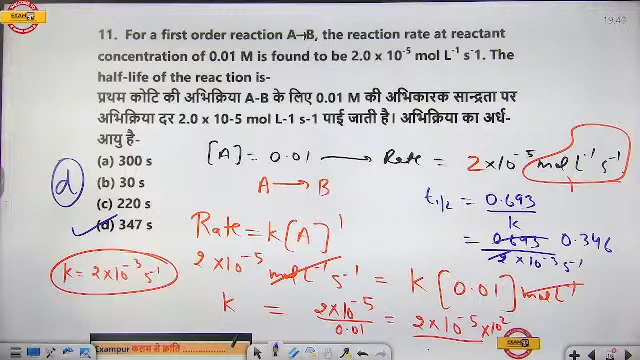 EXAM
19:40
11. For a first order reaction A→B, the reaction rate at reactant
concentration of 0.01 M is found to be 2.0 x 10⁻⁵ mol L⁻¹ s⁻1. The
half-life of the reac tion is-
प्रथम कोटि की अभिक्रिया A-B के लिए 0.01 M की अभिकारक सान्द्रता पर
अभिक्रिया दर 2.0 x 10-5 mol L-1 s-1 पाई जाती है। अभिक्रिया का अर्ध-
आयु है-
(a) 300 s
(b) 30 s
(c) 220 s
(d) 347 s
d
[A] = 0.01 → Rate = 2×10⁻⁵ mol L⁻¹ s⁻¹
A → B
t₁/₂ = 0.693 / k
= 0.693 / 2×10⁻³ s⁻¹ 0.346
Rate = k[A]¹
2×10⁻⁵ mol L⁻¹ s⁻¹ = k[0.01] mol L⁻¹
k = 2×10⁻⁵ / 0.01 = 2×10⁻⁵ × 10²
k = 2×10⁻³ s⁻¹
Exampur कलम से क्रांति
EXAM